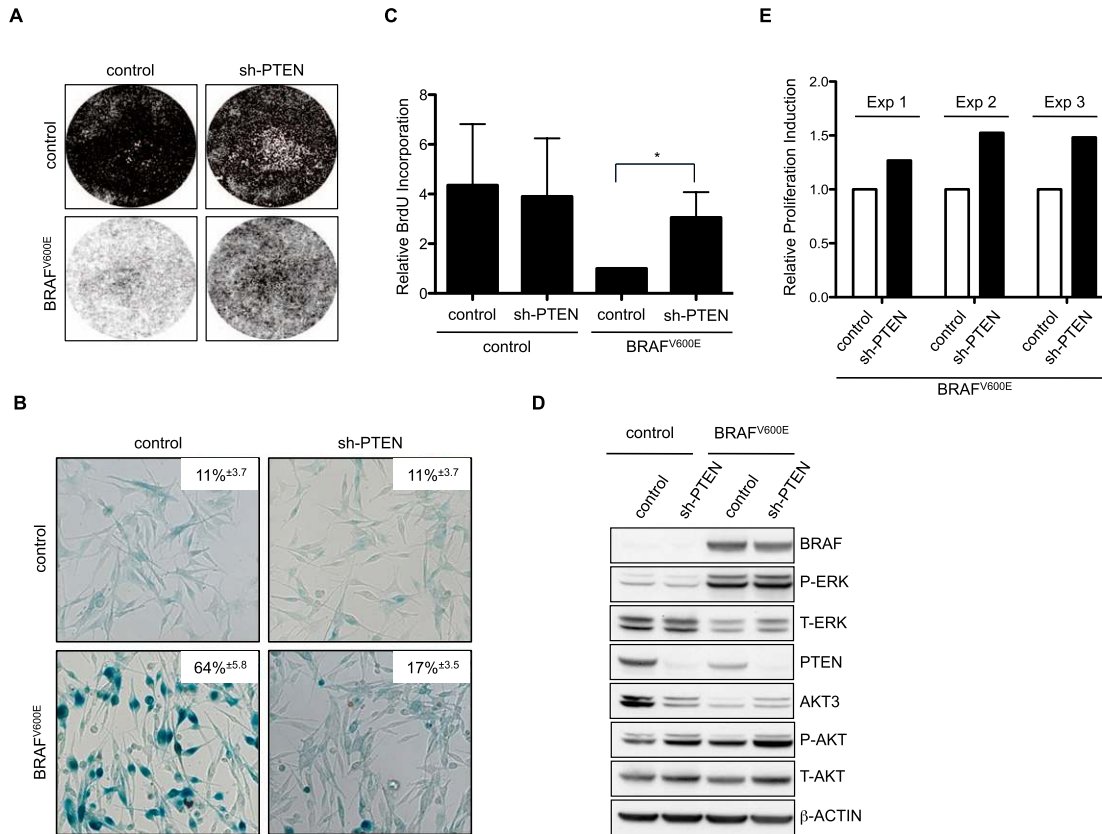 A
control
sh-PTEN
control
BRAFV600E
C
Relative BrdU Incorporation
8
6
4
2
0
*
control
sh-PTEN
control
sh-PTEN
control
BRAFV600E
E
Relative Proliferation Induction
2.0
1.5
1.0
0.5
0.0
Exp 1
Exp 2
Exp 3
control
sh-PTEN
control
sh-PTEN
control
sh-PTEN
BRAFV600E
B
control
sh-PTEN
control
11%±3.7
11%±3.7
BRAFV600E
64%±5.8
17%±3.5
D
control
BRAFV600E
control
sh-PTEN
control
sh-PTEN
BRAF
P-ERK
T-ERK
PTEN
AKT3
P-AKT
T-AKT
β-ACTIN